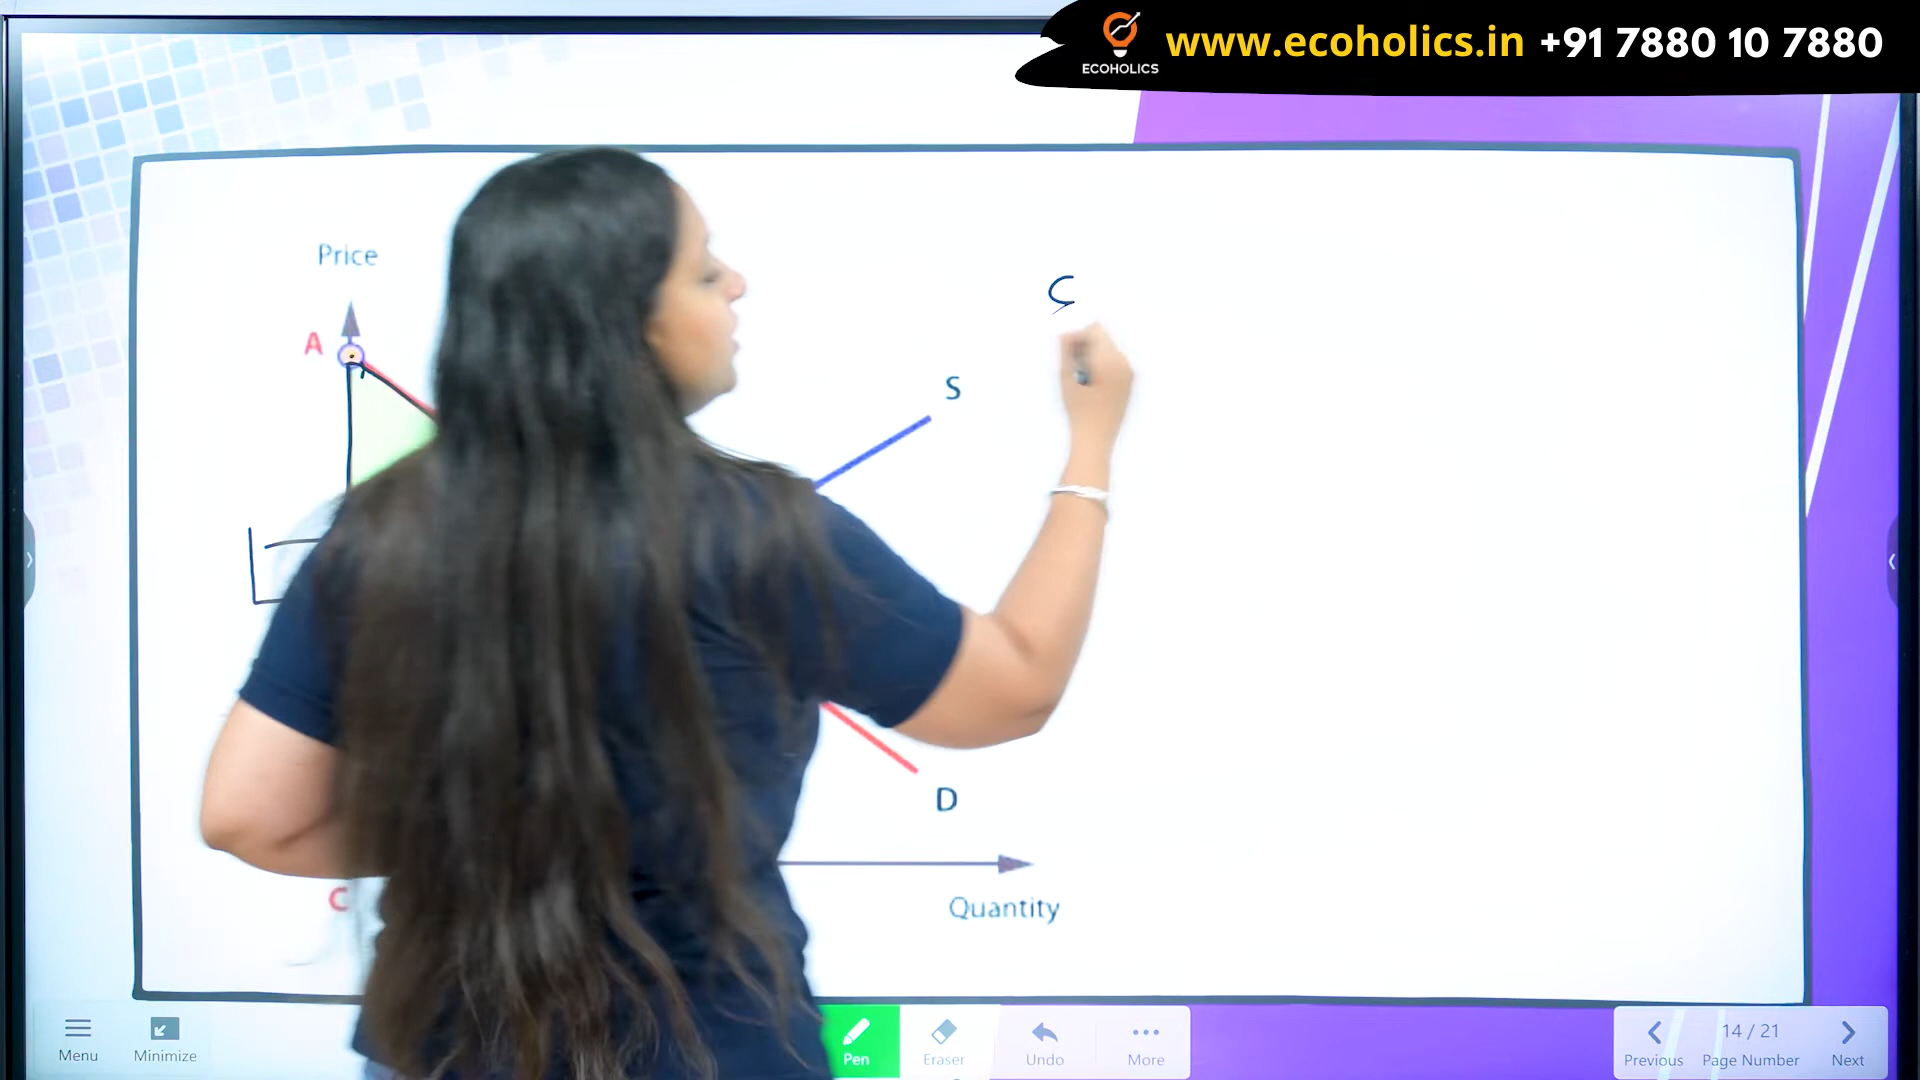 www.ecoholics.in +91 7880 10 7880
ECOHOLICS
Price
A
S
D
C
Quantity
Menu
Minimize
Pen
Eraser
Undo
More
14 / 21
Previous
Page Number
Next